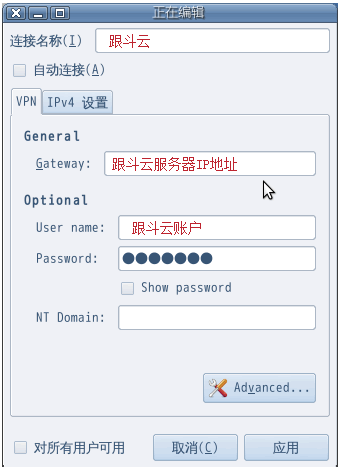 正在编辑
连接名称(I) 跟斗云
自动连接(A)
VPN IPv4 设置
General
Gateway: 跟斗云服务器IP地址
Optional
User name: 跟斗云账户
Password: ●●●●●●●
Show password
NT Domain:
Advanced...
对所有用户可用 取消(C) 应用